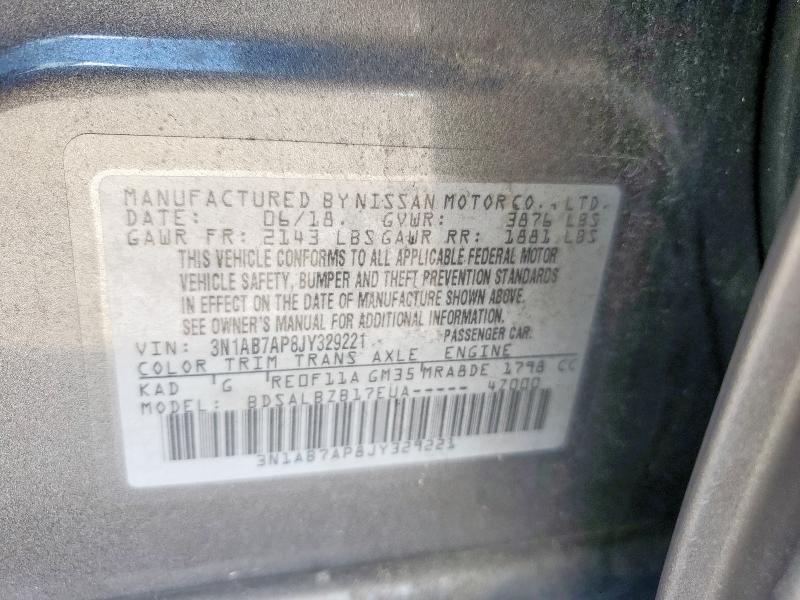 MANUFACTURED BY NISSAN MOTOR CO., LTD.
DATE: 06/18. GVWR: 3876 LBS
GAWR FR: 2143 LBS GAWR RR: 1881 LBS
THIS VEHICLE CONFORMS TO ALL APPLICABLE FEDERAL MOTOR
VEHICLE SAFETY, BUMPER AND THEFT PREVENTION STANDARDS
IN EFFECT ON THE DATE OF MANUFACTURE SHOWN ABOVE.
SEE OWNER'S MANUAL FOR ADDITIONAL INFORMATION.
VIN: 3N1AB7AP8JY329221 PASSENGER CAR.
COLOR TRIM TRANS AXLE ENGINE
KAD G RE0F11A GM35 MRA8DE 1798 CC
MODEL: BDSALBZB17EUA----- 47000
3N1AB7AP8JY329221